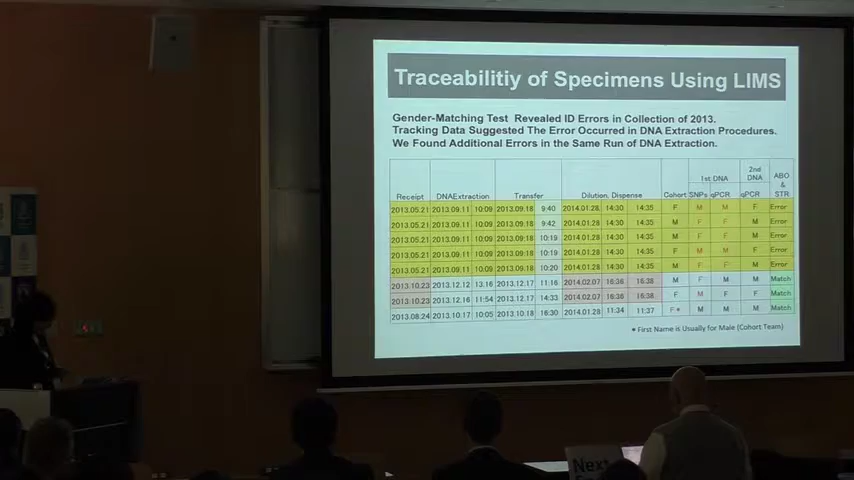 Traceabilitiy of Specimens Using LIMS
Gender-Matching Test Revealed ID Errors in Collection of 2013.
Tracking Data Suggested The Error Occurred in DNA Extraction Procedures.
We Found Additional Errors in the Same Run of DNA Extraction.
1st DNA 2nd DNA ABO & STR
Receipt DNAExtraction Transfer Dilution, Dispense Cohort SNPs qPCR qPCR
2013.05.21 2013.09.11 10:09 2013.09.18 9:40 2014.01.28 14:30 14:35 F M M F Error
2013.05.21 2013.09.11 10:09 2013.09.18 9:42 2014.01.28 14:30 14:35 M F F M Error
2013.05.21 2013.09.11 10:09 2013.09.18 10:19 2014.01.28 14:30 14:35 M F F M Error
2013.05.21 2013.09.11 10:09 2013.09.18 10:19 2014.01.28 14:30 14:35 F M M F Error
2013.05.21 2013.09.11 10:09 2013.09.18 10:20 2014.01.28 14:30 14:35 M F F M Error
2013.10.23 2013.12.12 13:16 2013.12.17 11:16 2014.02.07 16:38 16:38 M F M M Match
2013.10.23 2013.12.16 11:54 2013.12.17 14:33 2014.02.07 16:38 16:38 F M F F Match
2013.08.24 2013.10.17 10:05 2013.10.18 16:30 2014.01.28 11:34 11:37 F* M M M Match
* First Name is Usually for Male (Cohort Team)
Next